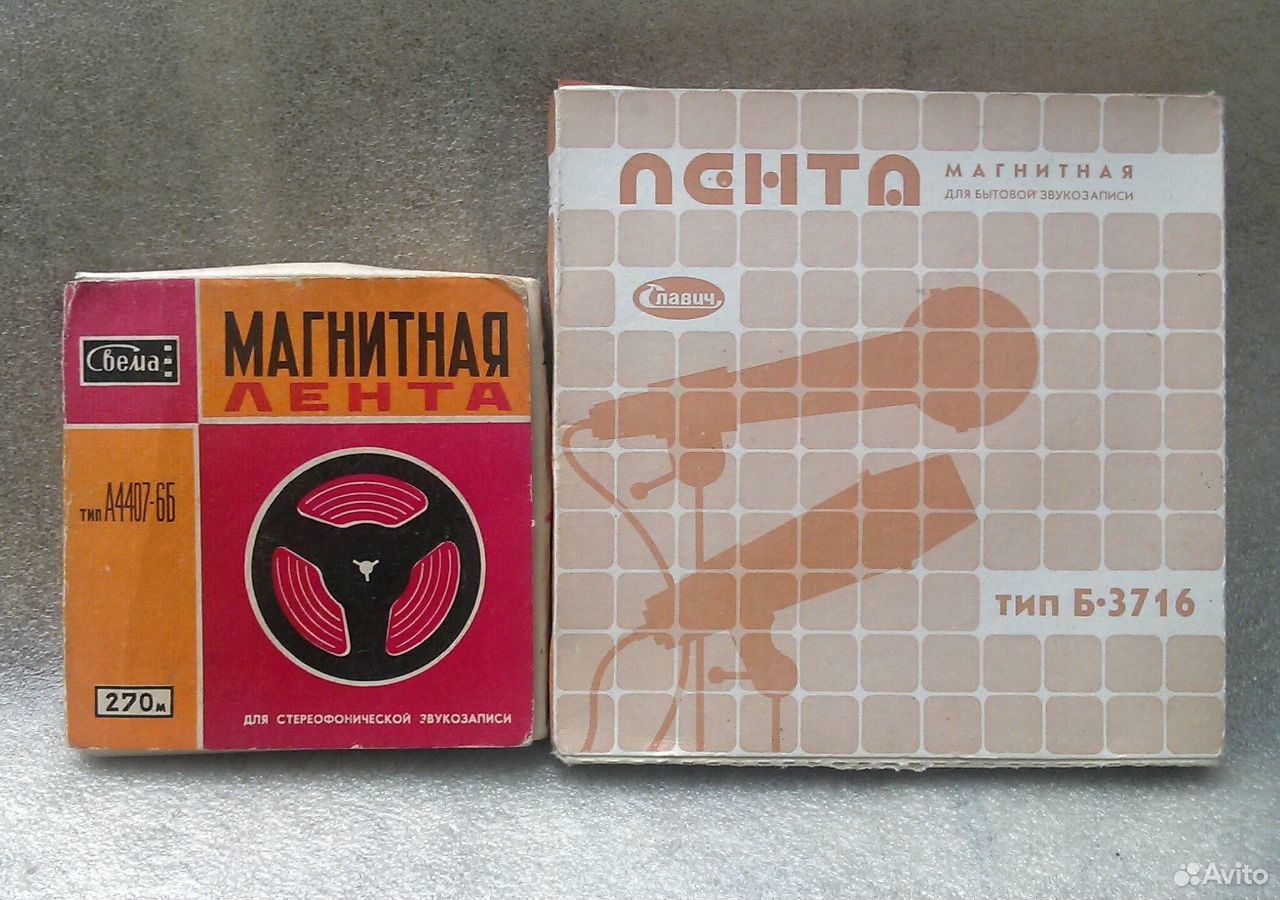 Свема
МАГНИТНАЯ
ЛЕНТА
тип А4407-6Б
270м
ДЛЯ СТЕРЕОФОНИЧЕСКОЙ ЗВУКОЗАПИСИ
ЛЕНТА
МАГНИТНАЯ
ДЛЯ БЫТОВОЙ ЗВУКОЗАПИСИ
Славич
тип Б•3716
Avito